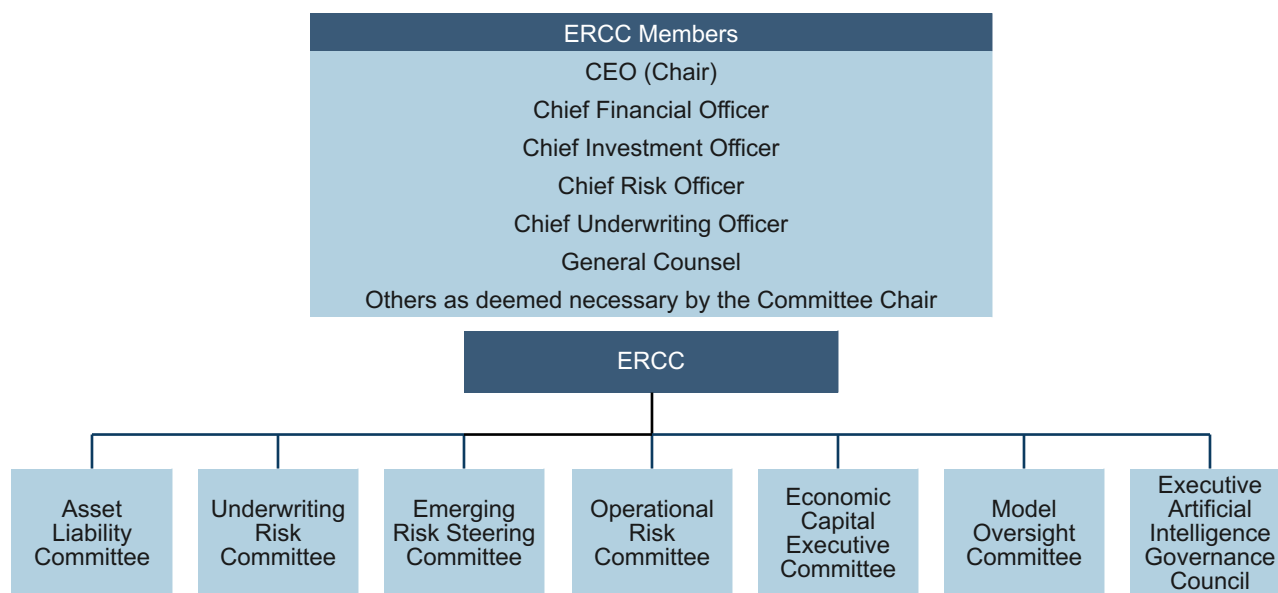 ERCC Members
CEO (Chair)
Chief Financial Officer
Chief Investment Officer
Chief Risk Officer
Chief Underwriting Officer
General Counsel
Others as deemed necessary by the Committee Chair
ERCC
Asset
Liability
Committee
Underwriting
Risk
Committee
Emerging
Risk Steering
Committee
Operational
Risk
Committee
Economic
Capital
Executive
Committee
Model
Oversight
Committee
Executive
Artificial
Intelligence
Governance
Council